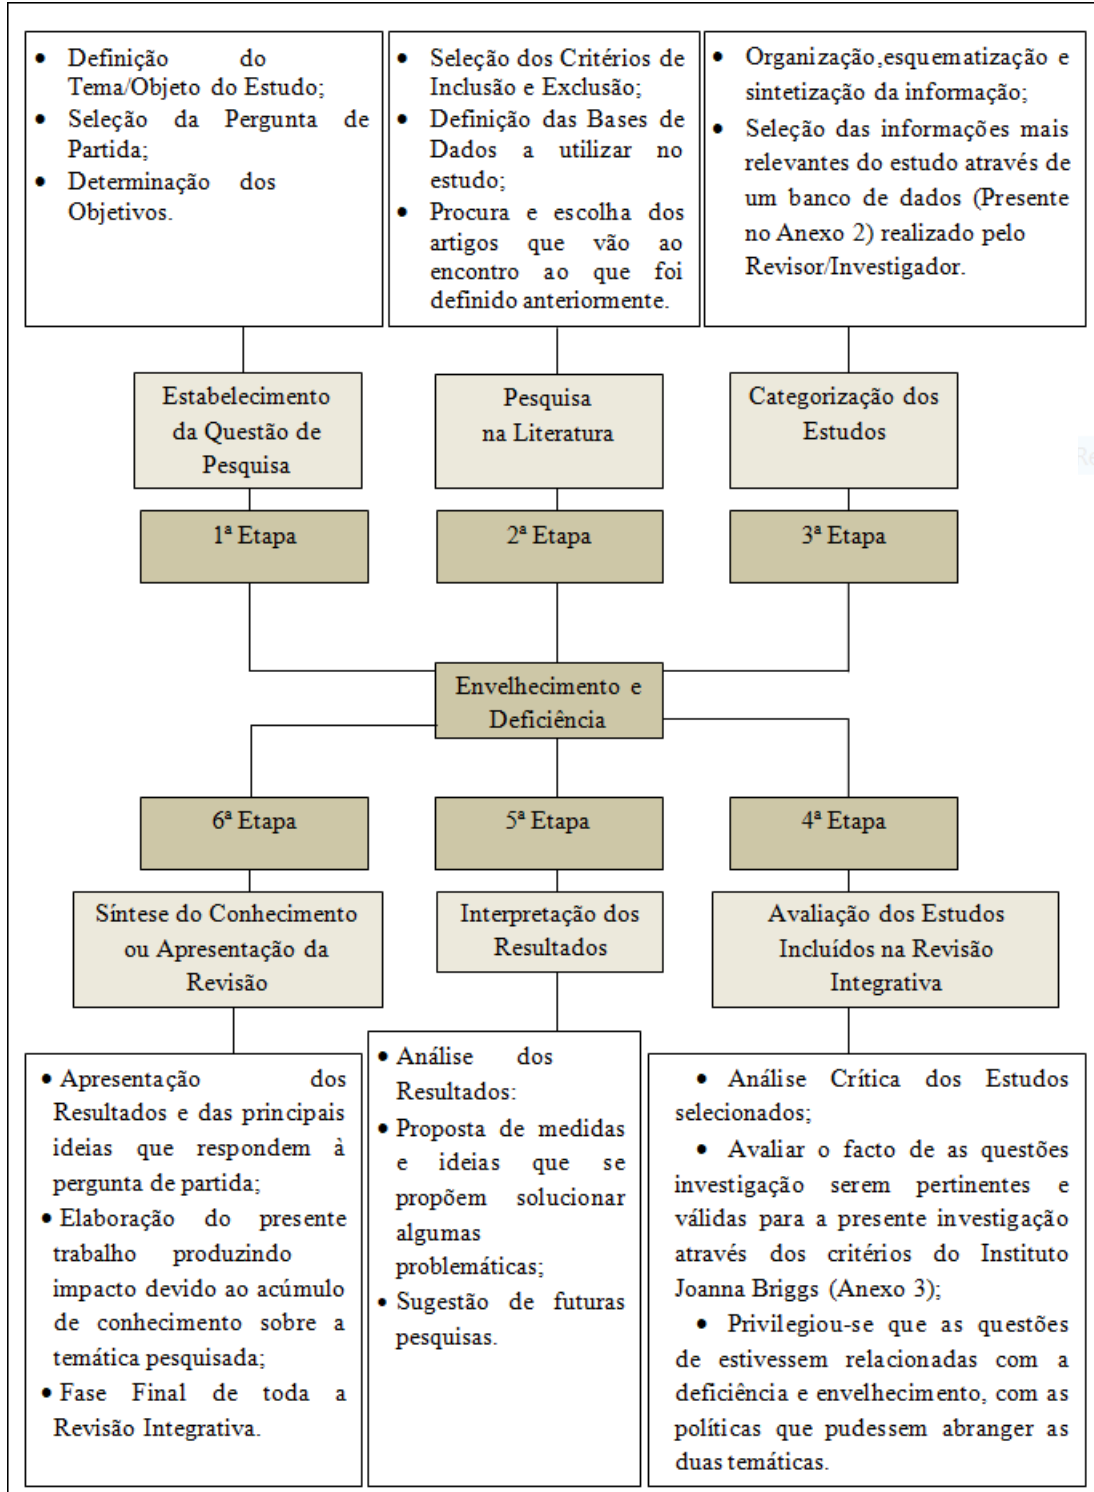 • Definição do
Tema/Objeto do Estudo;
• Seleção da Pergunta de
Partida;
• Determinação dos
Objetivos.
• Seleção dos Critérios de
Inclusão e Exclusão;
• Definição das Bases de
Dados a utilizar no
estudo;
• Procura e escolha dos
artigos que vão ao
encontro ao que foi
definido anteriormente.
• Organização,esquematização e
sintetização da informação;
• Seleção das informações mais
relevantes do estudo através de
um banco de dados (Presente
no Anexo 2) realizado pelo
Revisor/Investigador.
Estabelecimento
da Questão de
Pesquisa
Pesquisa
na Literatura
Categorização dos
Estudos
1ª Etapa
2ª Etapa
3ª Etapa
Envelhecimento e
Deficiência
6ª Etapa
5ª Etapa
4ª Etapa
Síntese do Conhecimento
ou Apresentação da
Revisão
Interpretação dos
Resultados
Avaliação dos Estudos
Incluídos na Revisão
Integrativa
• Apresentação dos
Resultados e das principais
ideias que respondem à
pergunta de partida;
• Elaboração do presente
trabalho produzindo
impacto devido ao acúmulo
de conhecimento sobre a
temática pesquisada;
• Fase Final de toda a
Revisão Integrativa.
• Análise dos
Resultados:
• Proposta de medidas
e ideias que se
propõem solucionar
algumas
problemáticas;
• Sugestão de futuras
pesquisas.
• Análise Crítica dos Estudos
selecionados;
• Avaliar o facto de as questões
investigação serem pertinentes e
válidas para a presente investigação
através dos critérios do Instituto
Joanna Briggs (Anexo 3);
• Privilegiou-se que as questões
de estivessem relacionadas com a
deficiência e envelhecimento, com as
políticas que pudessem abranger as
duas temáticas.